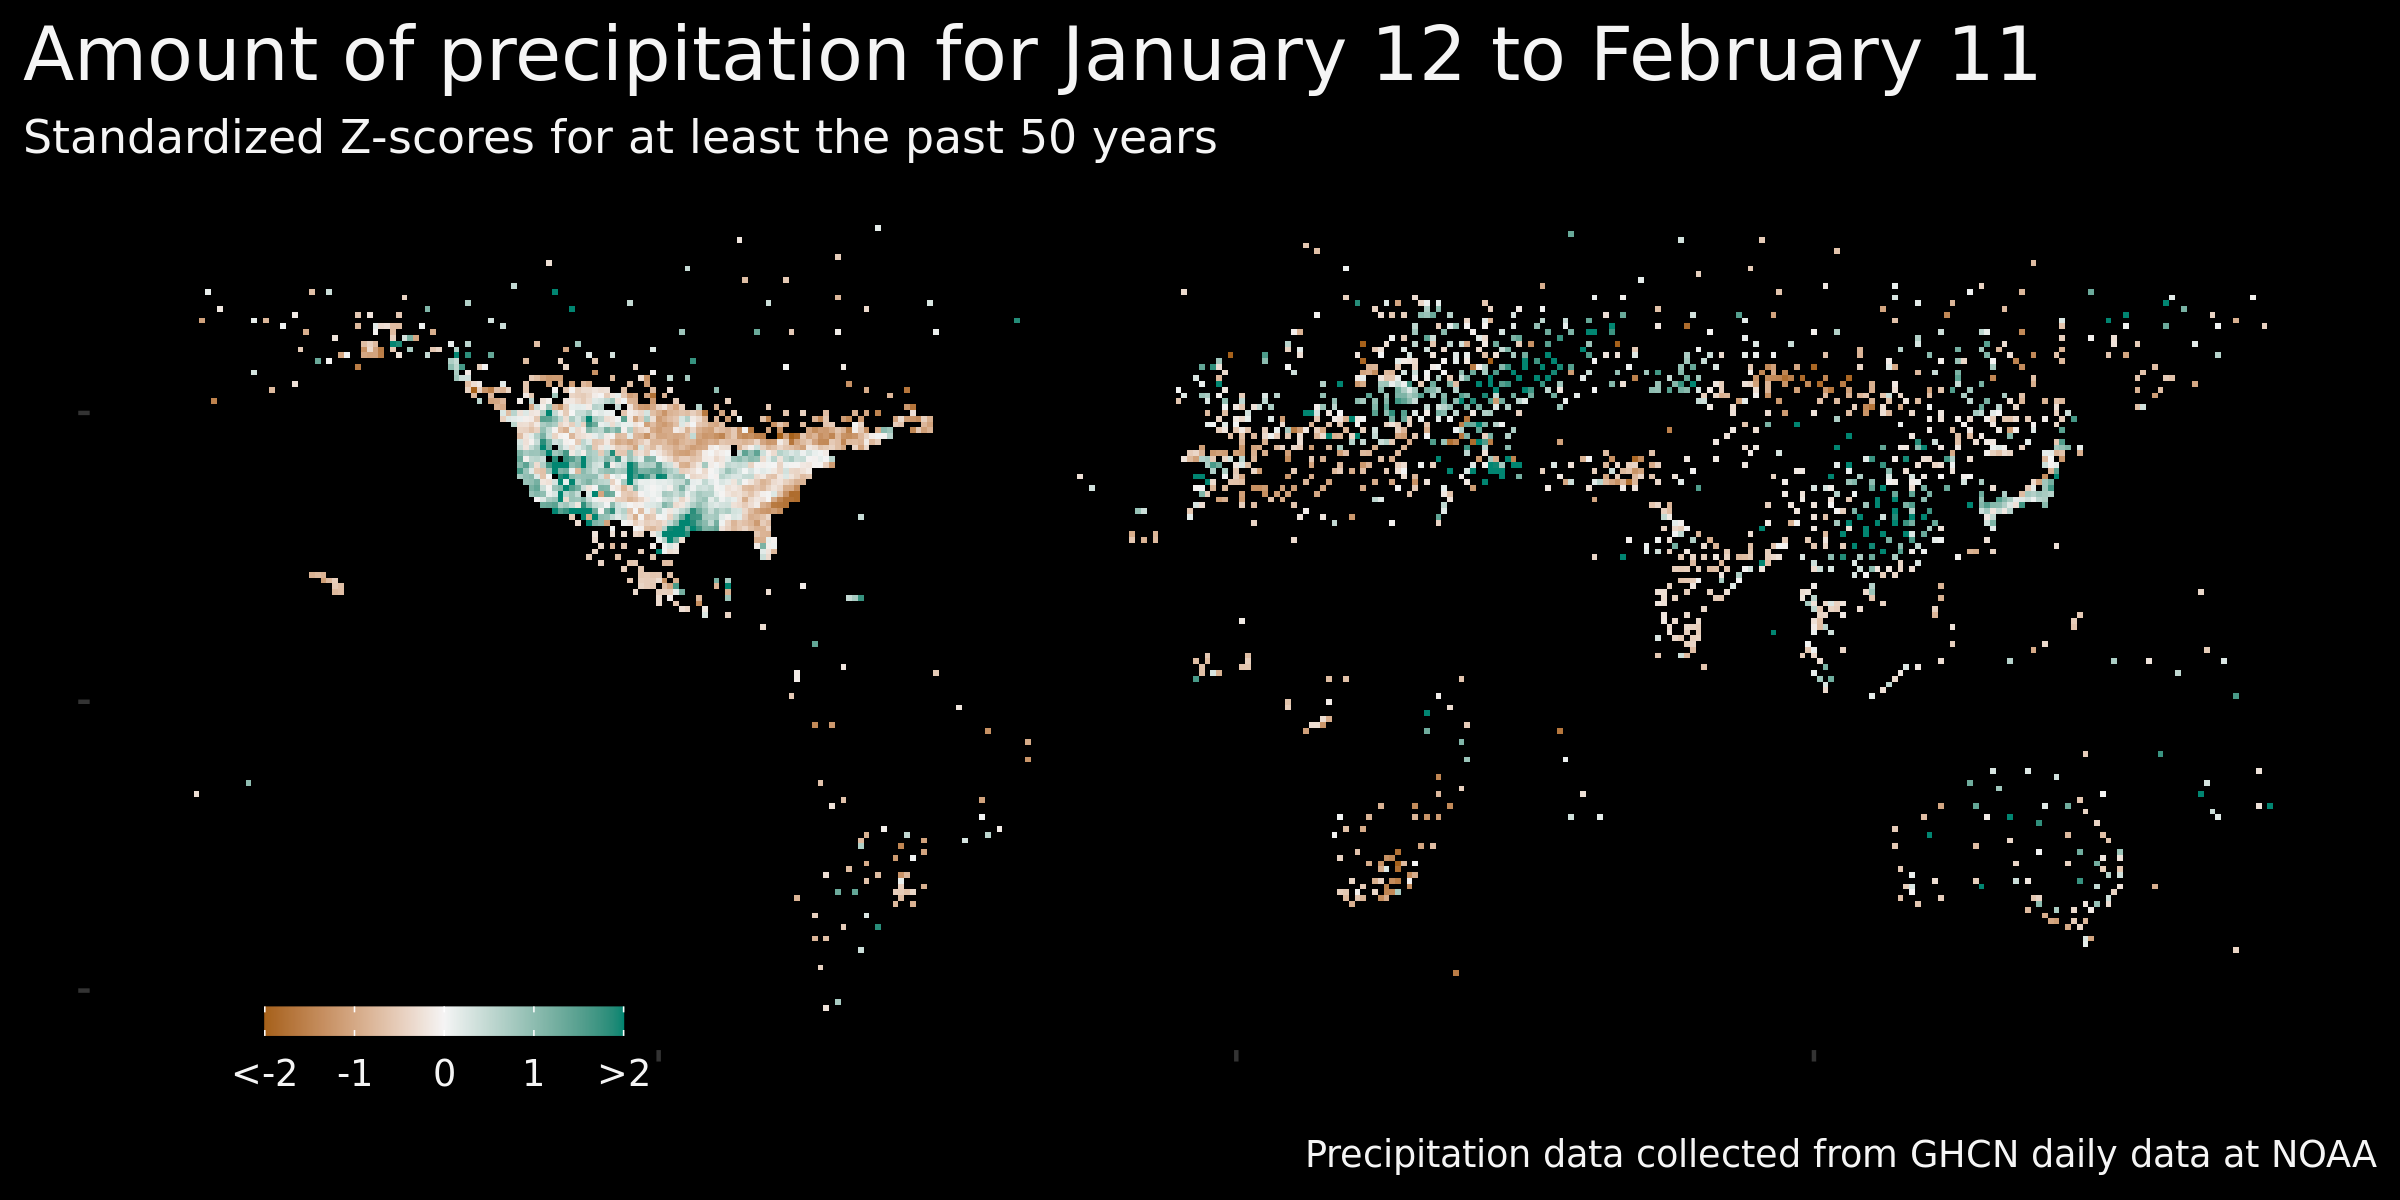 Amount of precipitation for January 12 to February 11
Standardized Z-scores for at least the past 50 years
<-2 -1 0 1 >2
Precipitation data collected from GHCN daily data at NOAA